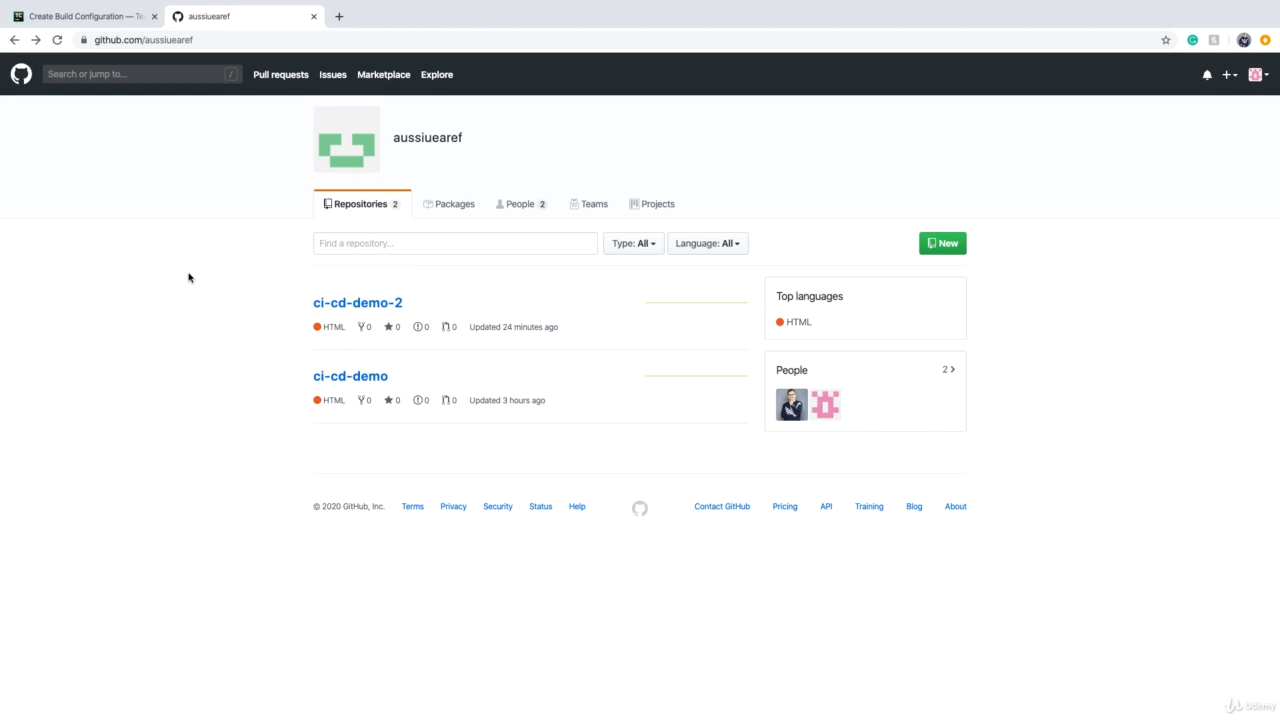 Create Build Configuration — Te
aussiuearef
github.com/aussiuearef
Search or jump to... /
Pull requests Issues Marketplace Explore
aussiuearef
Repositories 2 Packages People 2 Teams Projects
Find a repository... Type: All Language: All New
ci-cd-demo-2
HTML 0 0 0 0 Updated 24 minutes ago
ci-cd-demo
HTML 0 0 0 0 Updated 3 hours ago
Top languages
HTML
People 2
© 2020 GitHub, Inc. Terms Privacy Security Status Help Contact GitHub Pricing API Training Blog About
Udemy